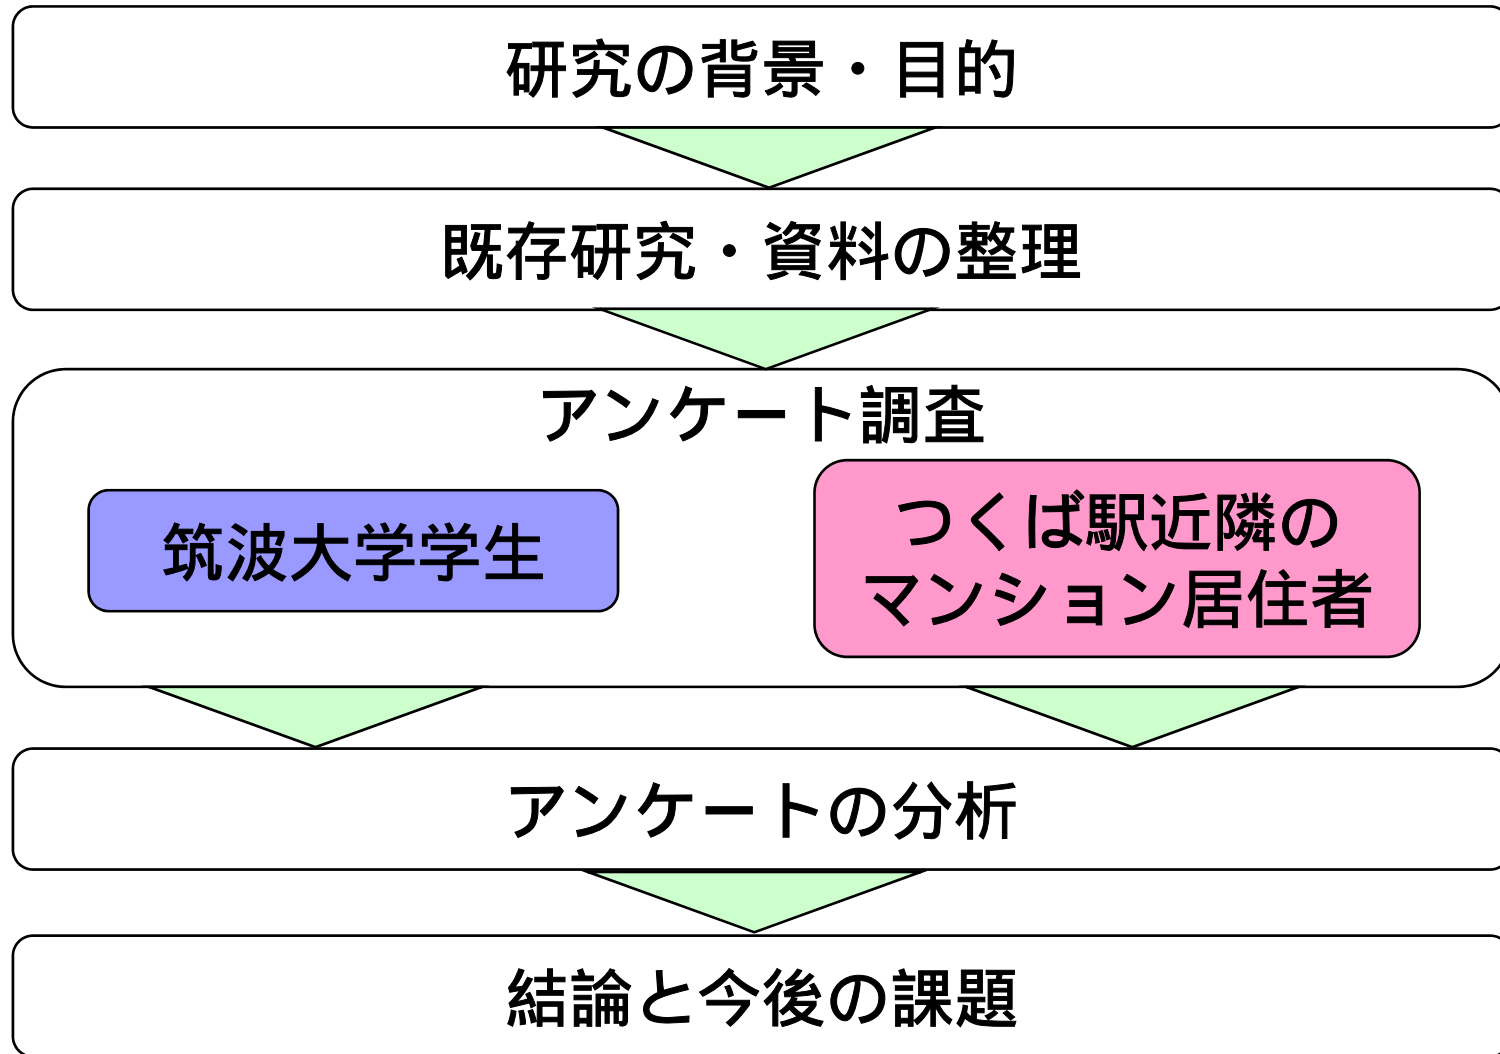 研究の背景・目的
既存研究・資料の整理
アンケート調査
筑波大学学生
つくば駅近隣の
マンション居住者
アンケートの分析
結論と今後の課題